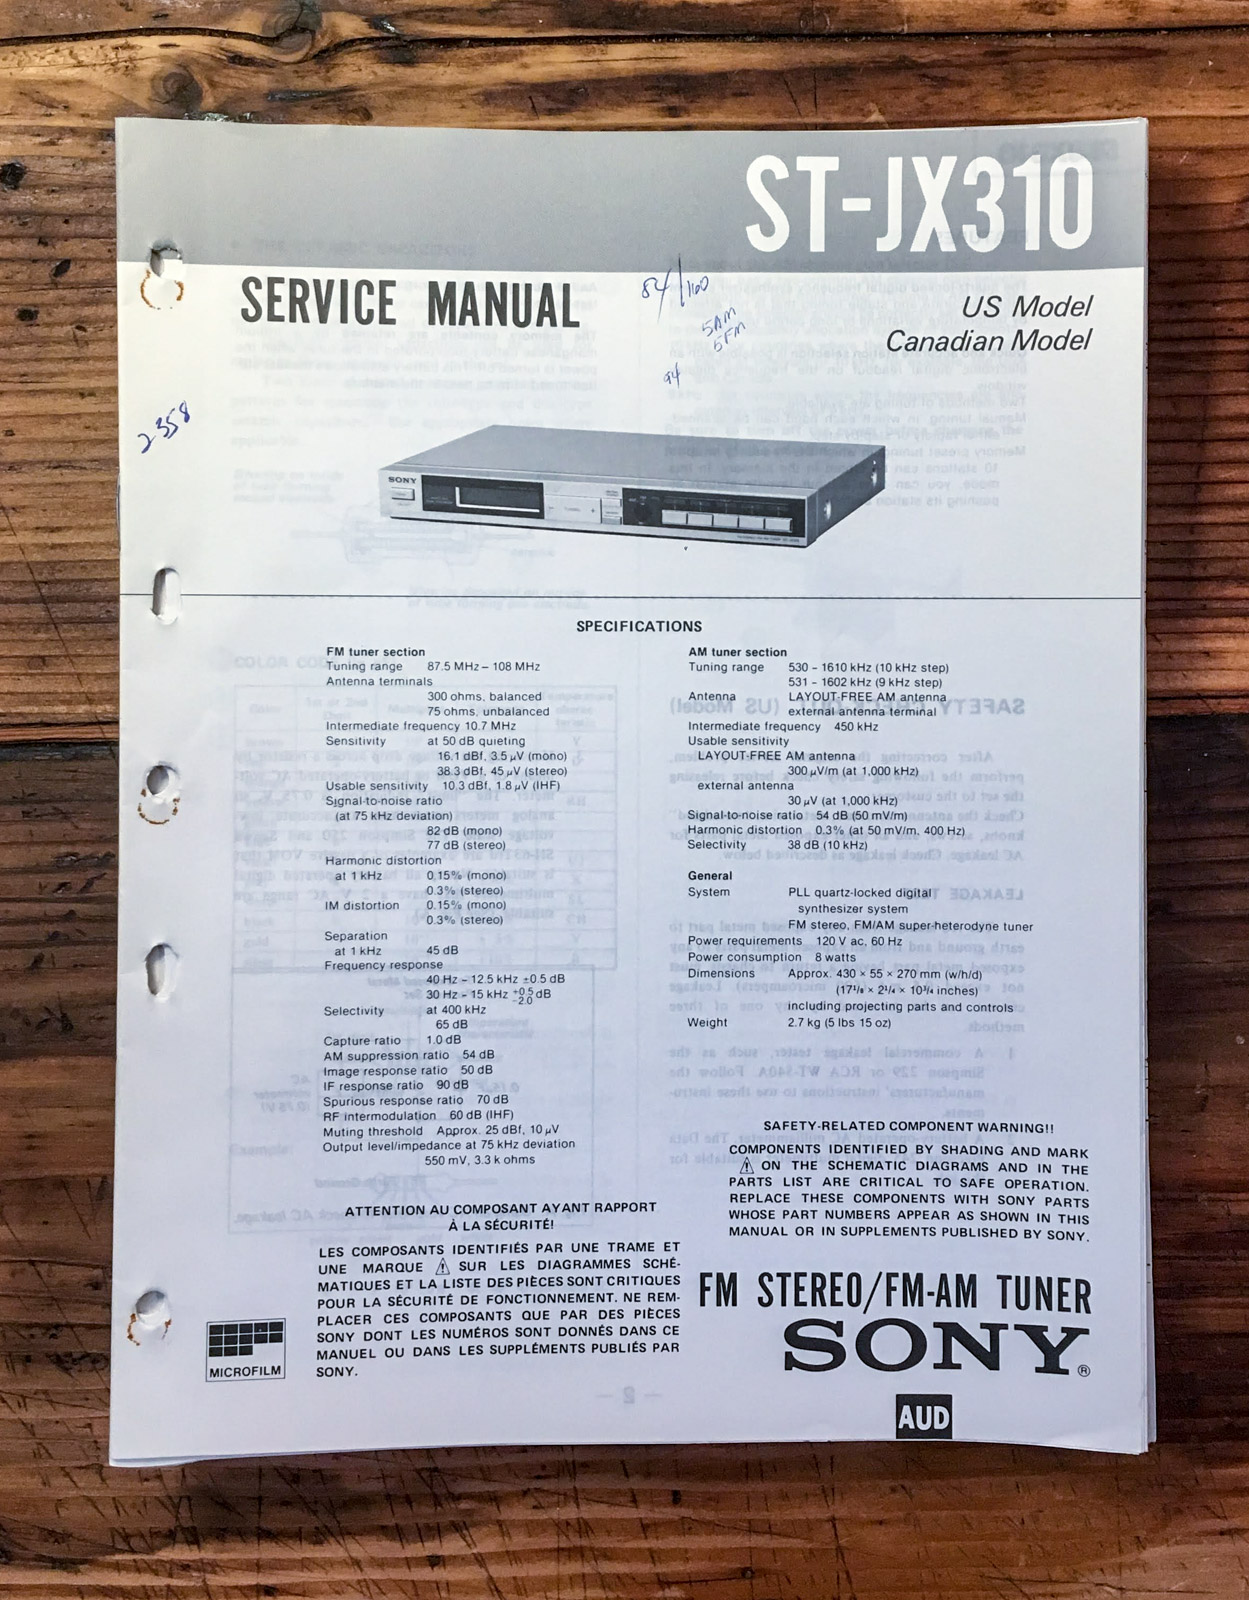 ST-JX310
SERVICE MANUAL
US Model
Canadian Model
84/1160
5AM
5FM
94
2358
SONY
SPECIFICATIONS
FM tuner section
Tuning range 87.5 MHz – 108 MHz
Antenna terminals
300 ohms, balanced
75 ohms, unbalanced
Intermediate frequency 10.7 MHz
Sensitivity at 50 dB quieting
16.1 dBf, 3.5 µV (mono)
38.3 dBf, 45 µV (stereo)
Usable sensitivity 10.3 dBf, 1.8 µV (IHF)
Signal-to-noise ratio
(at 75 kHz deviation)
82 dB (mono)
77 dB (stereo)
Harmonic distortion
at 1 kHz 0.15% (mono)
0.3% (stereo)
IM distortion 0.15% (mono)
0.3% (stereo)
Separation
at 1 kHz 45 dB
Frequency response
40 Hz – 12.5 kHz ±0.5 dB
30 Hz – 15 kHz +0.5 −2.0 dB
Selectivity at 400 kHz
65 dB
Capture ratio 1.0 dB
AM suppression ratio 54 dB
Image response ratio 50 dB
IF response ratio 90 dB
Spurious response ratio 70 dB
RF intermodulation 60 dB (IHF)
Muting threshold Approx. 25 dBf, 10 µV
Output level/impedance at 75 kHz deviation
550 mV, 3.3 k ohms
AM tuner section
Tuning range 530 – 1610 kHz (10 kHz step)
531 – 1602 kHz (9 kHz step)
Antenna LAYOUT-FREE AM antenna
external antenna terminal
Intermediate frequency 450 kHz
Usable sensitivity
LAYOUT-FREE AM antenna
300 µV/m (at 1,000 kHz)
external antenna
30 µV (at 1,000 kHz)
Signal-to-noise ratio 54 dB (50 mV/m)
Harmonic distortion 0.3% (at 50 mV/m, 400 Hz)
Selectivity 38 dB (10 kHz)
General
System PLL quartz-locked digital
synthesizer system
FM stereo, FM/AM super-heterodyne tuner
Power requirements 120 V ac, 60 Hz
Power consumption 8 watts
Dimensions Approx. 430 × 55 × 270 mm (w/h/d)
(17 1/8 × 2 1/4 × 10 3/4 inches)
including projecting parts and controls
Weight 2.7 kg (5 lbs 15 oz)
SAFETY-RELATED COMPONENT WARNING!!
COMPONENTS IDENTIFIED BY SHADING AND MARK
⚠ ON THE SCHEMATIC DIAGRAMS AND IN THE
PARTS LIST ARE CRITICAL TO SAFE OPERATION.
REPLACE THESE COMPONENTS WITH SONY PARTS
WHOSE PART NUMBERS APPEAR AS SHOWN IN THIS
MANUAL OR IN SUPPLEMENTS PUBLISHED BY SONY.
ATTENTION AU COMPOSANT AYANT RAPPORT
À LA SÉCURITÉ!
LES COMPOSANTS IDENTIFIÉS PAR UNE TRAME ET
UNE MARQUE ⚠ SUR LES DIAGRAMMES SCHÉ-
MATIQUES ET LA LISTE DES PIÈCES SONT CRITIQUES
POUR LA SÉCURITÉ DE FONCTIONNEMENT. NE REM-
PLACER CES COMPOSANTS QUE PAR DES PIÈCES
SONY DONT LES NUMÉROS SONT DONNÉS DANS CE
MANUEL OU DANS LES SUPPLÉMENTS PUBLIÉS PAR
SONY.
MICROFILM
FM STEREO/FM-AM TUNER
SONY®
AUD